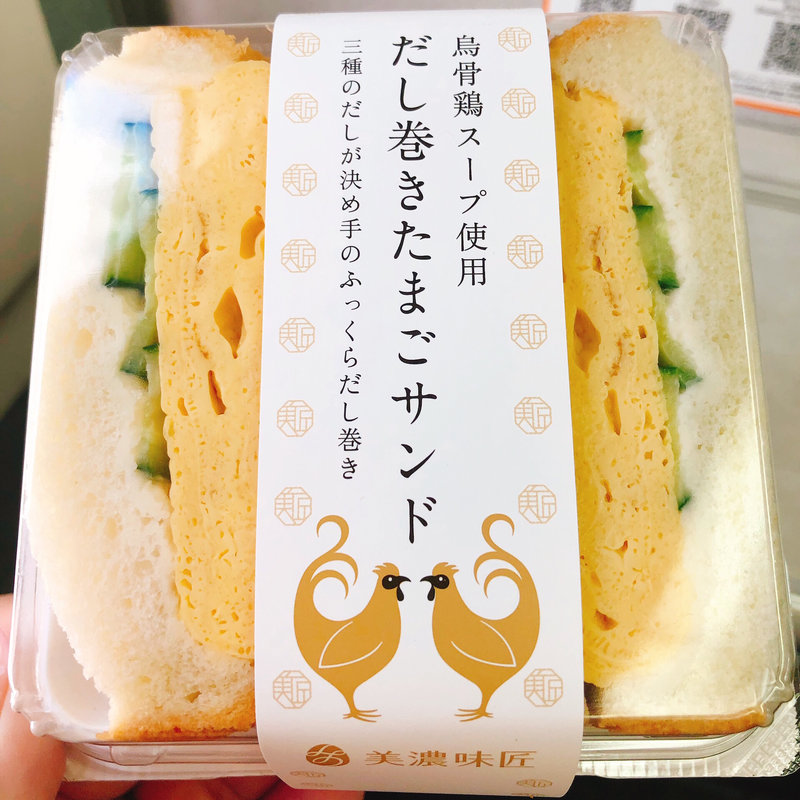 烏骨鶏スープ使用
だし巻きたまごサンド
三種のだしが決め手のふっくらだし巻き
美濃味匠